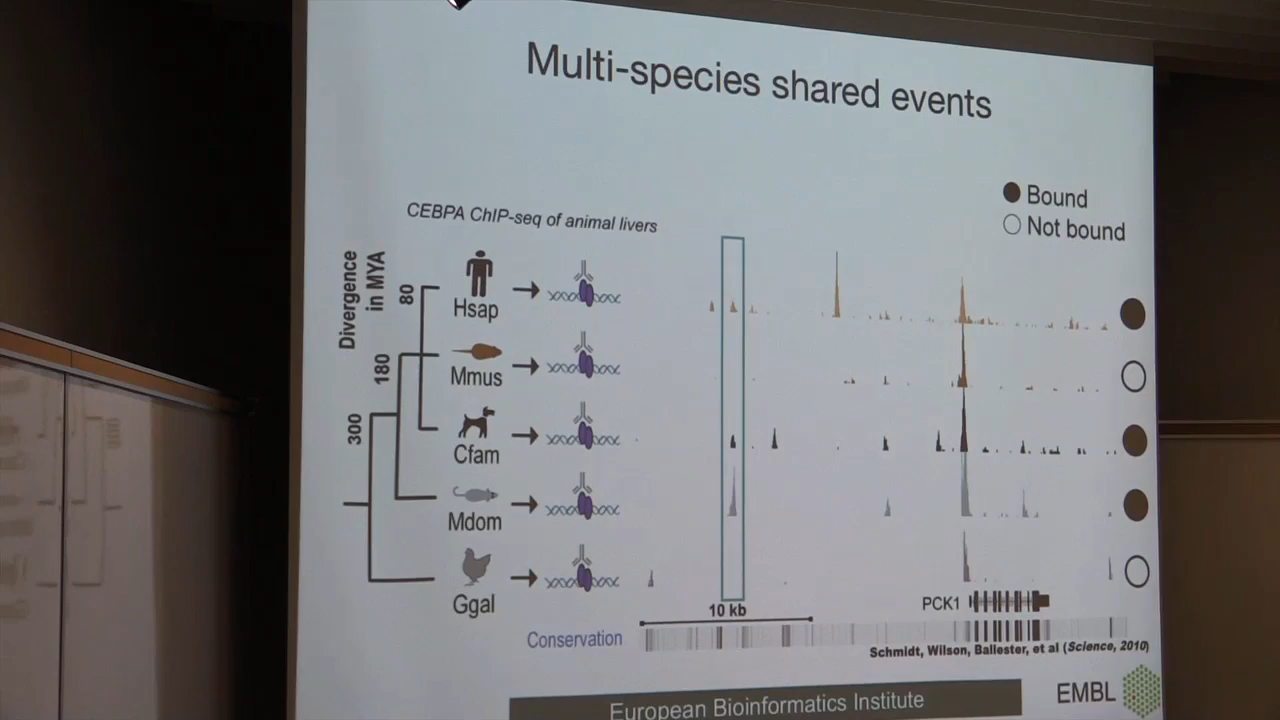 Multi-species shared events
Bound
Not bound
CEBPA ChIP-seq of animal livers
Divergence
in MYA
80
180
300
Hsap
Mmus
Cfam
Mdom
Ggal
PCK1
10 kb
Conservation
Schmidt, Wilson, Ballester, et al (Science, 2010)
European Bioinformatics Institute
EMBL